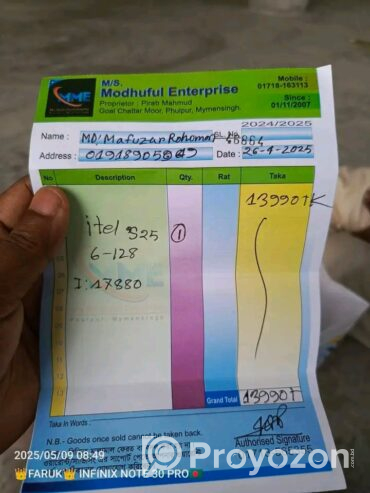 MME
M/S.
Modhuful Enterprise
Proprietor : Pirab Mahmud
Goal Chattar Moor, Phulpur, Mymensingh.
Mobile :
01718-163113
Since :
01/11/2007
2024/2025
Name : MD/ Mafuzar Rohoman
SL.No.
Address :
Date : 26-4-2025
No Description Qty. Rat Taka
itel S25 1 13990TK
6-128
I:17880
Grand Total 13990T
Taka In Words :
N.B.- Goods once sold cannot be taken back.
Authorised Signature
2025/05/09 08:49
FARUK INFINIX NOTE 30 PRO
Proyozon